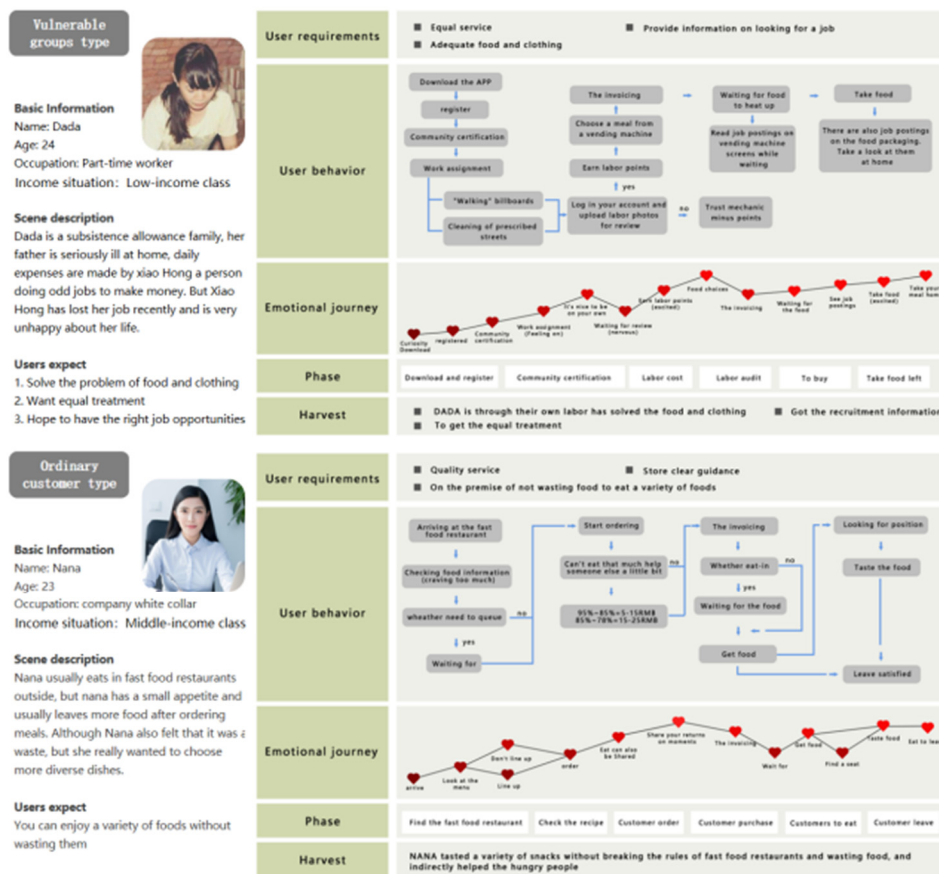 Vulnerable
groups type
Basic Information
Name: Dada
Age: 24
Occupation: Part-time worker
Income situation: Low-income class
Scene description
Dada is a subsistence allowance family, her
father is seriously ill at home, daily
expenses are made by xiao Hong a person
doing odd jobs to make money. But Xiao
Hong has lost her job recently and is very
unhappy about her life.
Users expect
1. Solve the problem of food and clothing
2. Want equal treatment
3. Hope to have the right job opportunities
User requirements
Equal service
Provide information on looking for a job
Adequate food and clothing
User behavior
Download the APP
register
Community certification
Work assignment
"Walking" billboards
Cleaning of prescribed
streets
The invoicing
Choose a meal from
a vending machine
Earn labor points
yes
Log in your account and
upload labor photos
for review
no
Trust mechanic
minus points
Waiting for food
to heat up
Read job postings on
vending machine
screens while
waiting
Take food
There are also job postings
on the food packaging.
Take a look at them
at home
Emotional journey
Curiosity
Download
registered
Community
certification
Work assignment
(Feeling on)
It's nice to be
on your own
Waiting for review
(nervous)
Earn labor points
(excited)
Food choices
The invoicing
Waiting for
the food
See job
postings
Take food
(excited)
Take your
meal home
Phase
Download and register
Community certification
Labor cost
Labor audit
To buy
Take food left
Harvest
DADA is through their own labor has solved the food and clothing
Got the recruitment information
To get the equal treatment
Ordinary
customer type
Basic Information
Name: Nana
Age: 23
Occupation: company white collar
Income situation: Middle-income class
Scene description
Nana usually eats in fast food restaurants
outside, but nana has a small appetite and
usually leaves more food after ordering
meals. Although Nana also felt that it was a
waste, but she really wanted to choose
more diverse dishes.
Users expect
You can enjoy a variety of foods without
wasting them
User requirements
Quality service
Store clear guidance
On the premise of not wasting food to eat a variety of foods
User behavior
Arriving at the fast
food restaurant
Checking food information
(craving too much)
wheather need to queue
no
yes
Waiting for
Start ordering
Can't eat that much help
someone else a little bit
no
95%~85%=5-15RMB
85%~70%=15-25RMB
The invoicing
Whether eat-in
no
yes
Waiting for the food
Get food
Looking for position
Taste the food
Leave satisfied
Emotional journey
arrive
Look at the
menu
Don't line up
Line up
order
Eat can also
be Shared
Share your returns
on moments
The invoicing
Wait for
Get food
Find a seat
Taste food
Phase
Find the fast food restaurant
Check the recipe
Customer order
Customer purchase
Customers to eat
Customer leave
Harvest
NANA tasted a variety of snacks without breaking the rules of fast food restaurants and wasting food, and
indirectly helped the hungry people